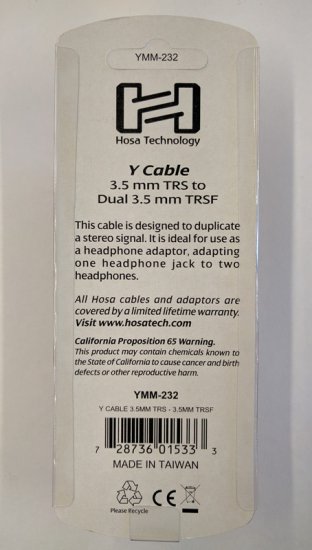 YMM-232
Hosa Technology
Y Cable
3.5 mm TRS to
Dual 3.5 mm TRSF
This cable is designed to duplicate
a stereo signal. It is ideal for use as
a headphone adaptor, adapting
one headphone jack to two
headphones.
All Hosa cables and adaptors are
covered by a limited lifetime warranty.
Visit www.hosatech.com
California Proposition 65 Warning.
This product may contain chemicals known to
the State of California to cause cancer and birth
defects or other reproductive harm.
YMM-232
Y CABLE 3.5MM TRS - 3.5MM TRSF
7 28736 01533 3
MADE IN TAIWAN
CE
Please Recycle